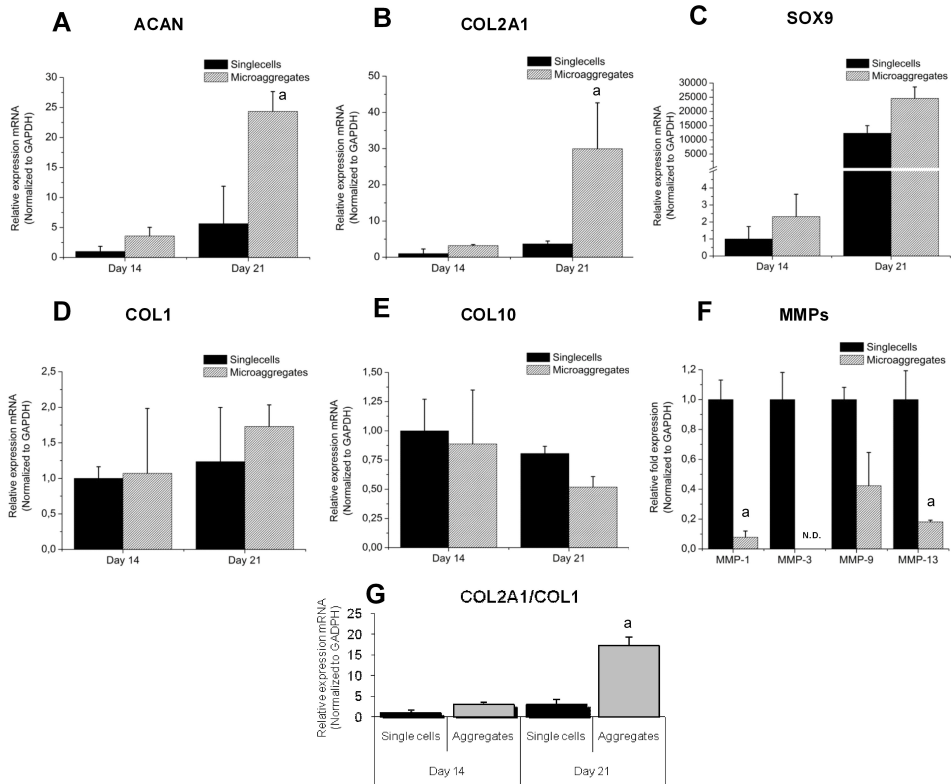 A
ACAN
Singlecells
Microaggregates
Relative expression mRNA
(Normalized to GAPDH)
30
25
20
15
10
5
0
a
Day 14
Day 21
B
COL2A1
Singlecells
Microaggregates
Relative expression mRNA
(Normalized to GAPDH)
50
40
30
20
10
0
a
Day 14
Day 21
C
SOX9
Singlecells
Microaggregates
Relative expression mRNA
(Normalized to GAPDH)
30000
25000
20000
15000
10000
5000
4
3
2
1
0
Day 14
Day 21
D
COL1
Singlecells
Microaggregates
Relative expression mRNA
(Normalized to GAPDH)
2,5
2,0
1,5
1,0
0,5
0,0
Day 14
Day 21
E
COL10
Singlecells
Microaggregates
Relative expression mRNA
(Normalized to GAPDH)
1,50
1,25
1,00
0,75
0,50
0,25
0,00
Day 14
Day 21
F
MMPs
Singlecells
Microaggregates
Relative fold expression
(Normalized to GAPDH)
1,2
1,0
0,8
0,6
0,4
0,2
0,0
a
N.D.
a
MMP-1
MMP-3
MMP-9
MMP-13
G
COL2A1/COL1
Relative expression mRNA
(Normalized to GADPH)
25
20
15
10
5
0
a
Single cells
Aggregates
Single cells
Aggregates
Day 14
Day 21